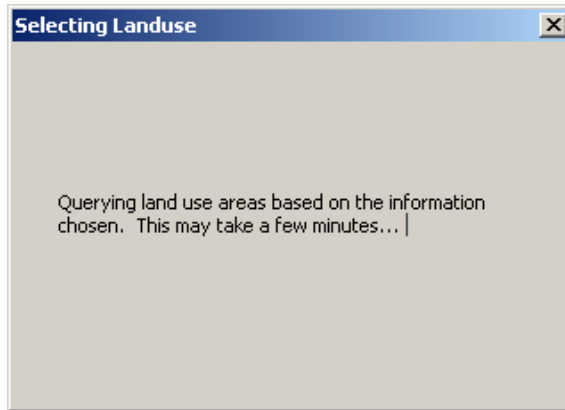 Selecting Landuse
Querying land use areas based on the information
chosen.  This may take a few minutes... |